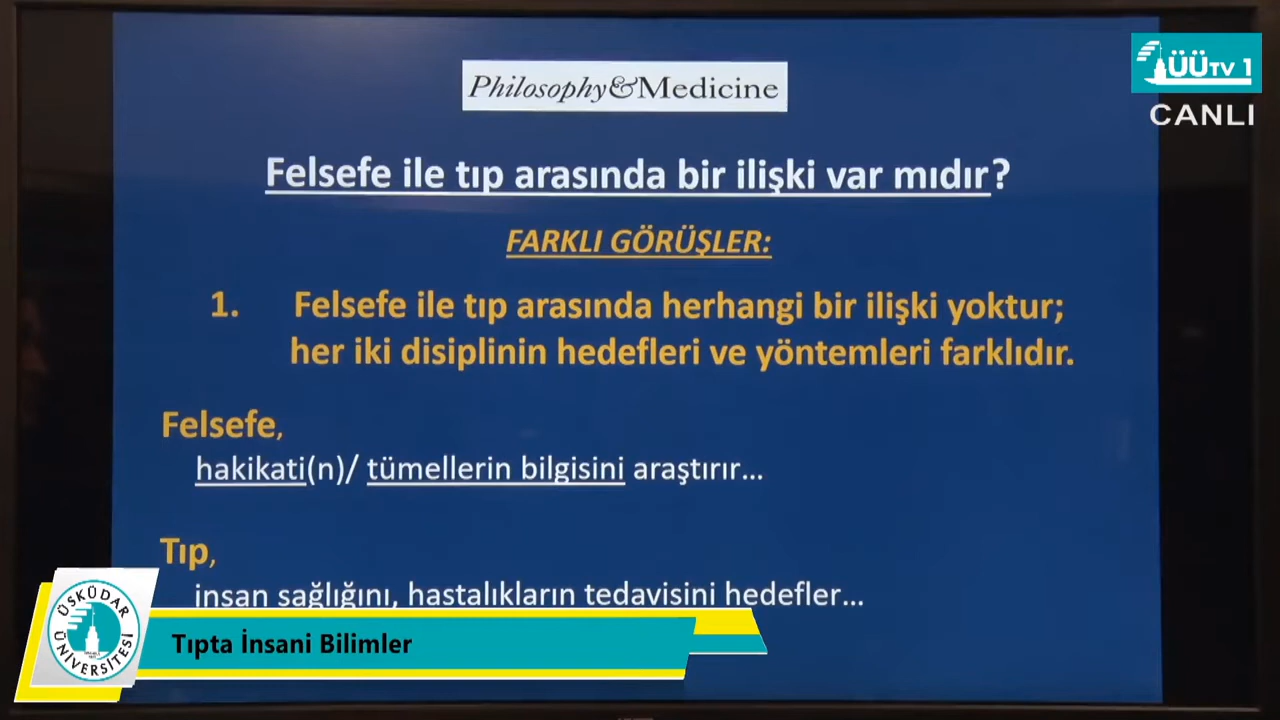 Philosophy&Medicine
ÜÜTV 1
CANLI
Felsefe ile tıp arasında bir ilişki var mıdır?
FARKLI GÖRÜŞLER:
1. Felsefe ile tıp arasında herhangi bir ilişki yoktur;
her iki disiplinin hedefleri ve yöntemleri farklıdır.
Felsefe,
hakikati(n)/ tümellerin bilgisini araştırır...
Tıp,
insan sağlığını, hastalıkların tedavisini hedefler...
ÜSKÜDAR ÜNİVERSİTESİ
Tıpta İnsani Bilimler